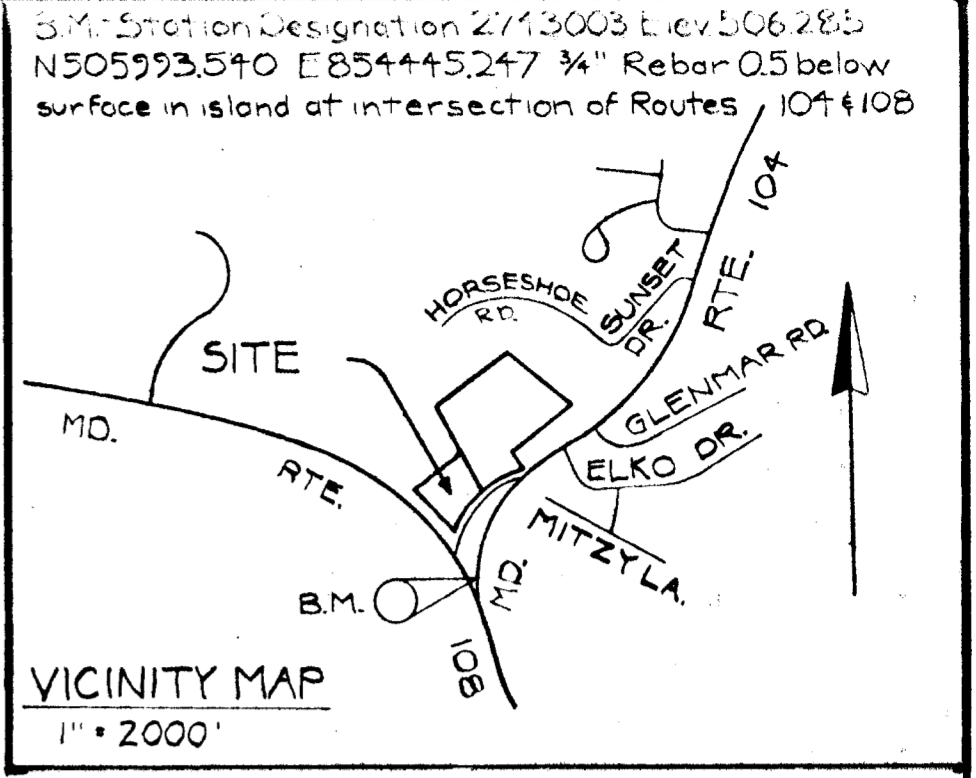 B.M. Station Designation 2743003 Elev. 506.285
N505993.540 E854445.247 ¾" Rebar 0.5 below
surface in island at intersection of Routes 104 & 108
RTE. 104
HORSESHOE
RD.
SUNSET
DR.
SITE
GLENMAR RD.
MD.
ELKO DR.
RTE.
MITZY LA.
MD.
B.M.
108
VICINITY MAP
1" = 2000'